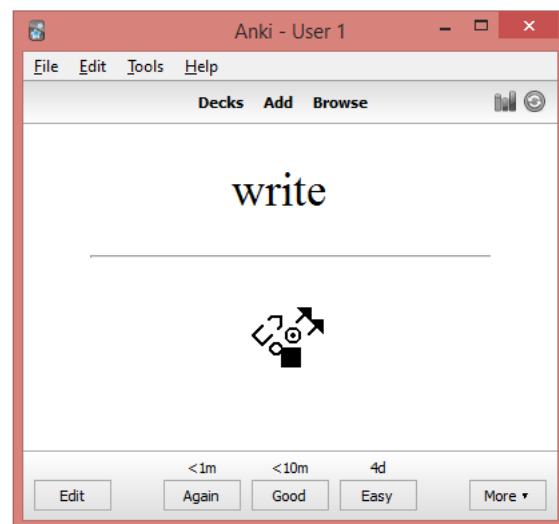 Anki - User 1
File Edit Tools Help
Decks Add Browse
write
<1m <10m 4d
Edit Again Good Easy More